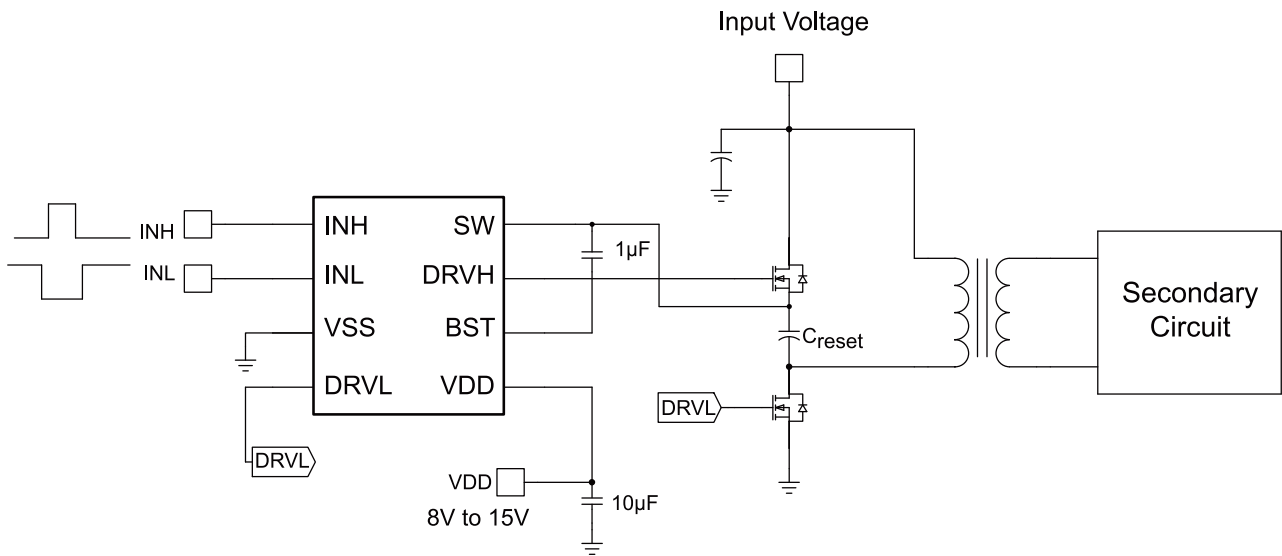 Input Voltage
INH
INL
INH
INL
VSS
DRVL
SW
DRVH
BST
VDD
1µF
DRVL
VDD
8V to 15V
10µF
Creset
DRVL
Secondary
Circuit